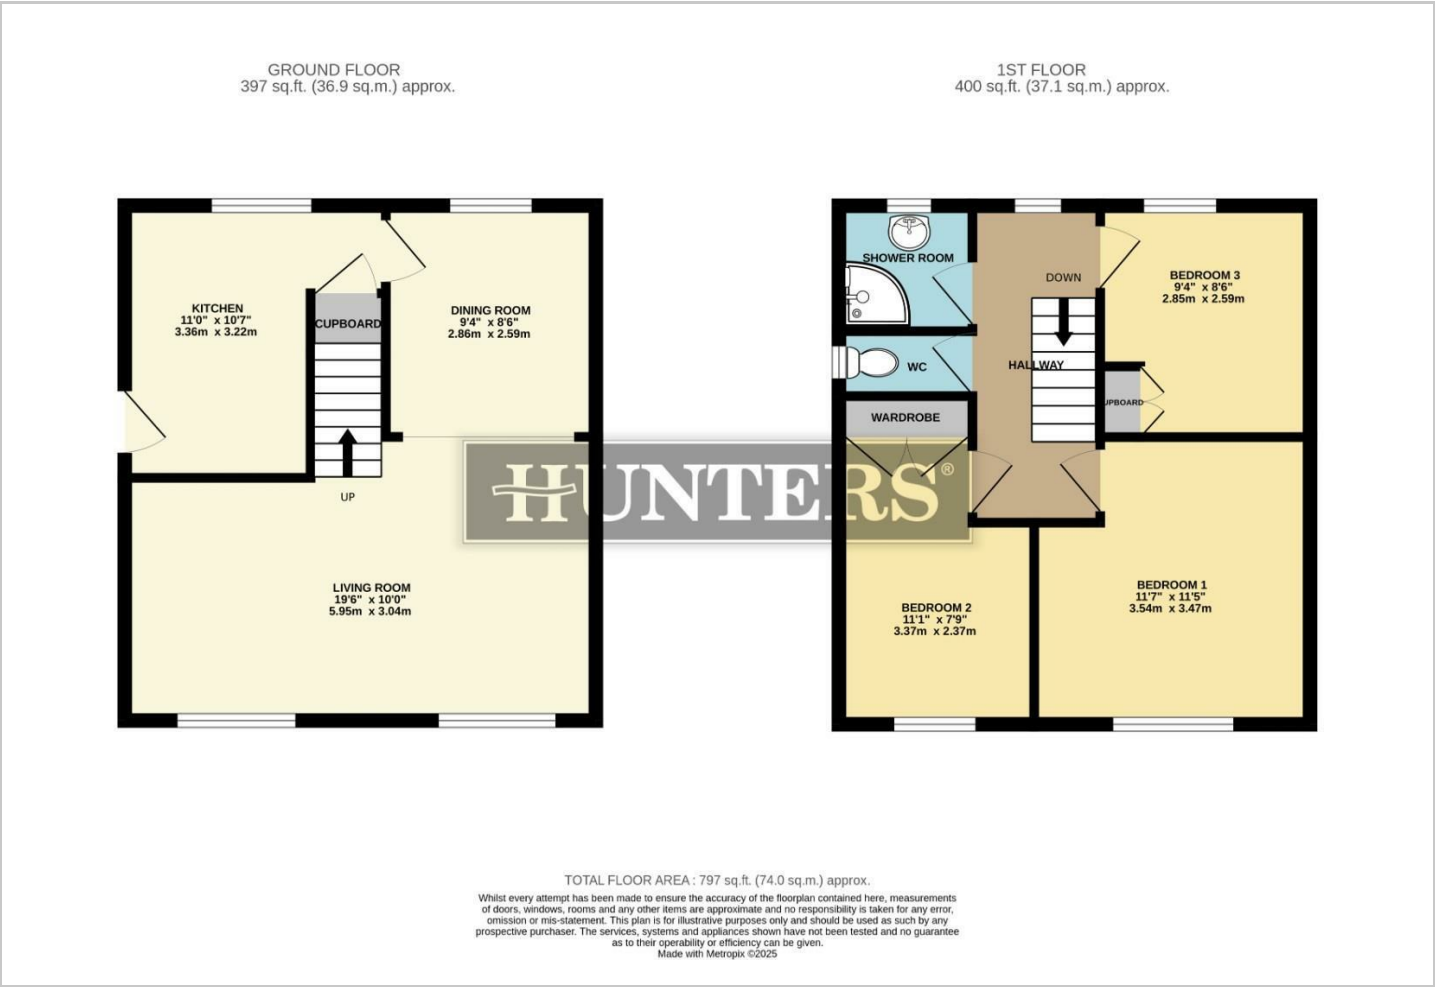 GROUND FLOOR
397 sq.ft. (36.9 sq.m.) approx.
1ST FLOOR
400 sq.ft. (37.1 sq.m.) approx.
KITCHEN
11'0" x 10'7"
3.36m x 3.22m
CUPBOARD
DINING ROOM
9'4" x 8'6"
2.86m x 2.59m
UP
LIVING ROOM
19'6" x 10'0"
5.95m x 3.04m
SHOWER ROOM
WC
WARDROBE
DOWN
HALLWAY
BEDROOM 3
9'4" x 8'6"
2.85m x 2.59m
UPBOARD
HUNTERS®
BEDROOM 2
11'1" x 7'9"
3.37m x 2.37m
BEDROOM 1
11'7" x 11'5"
3.54m x 3.47m
TOTAL FLOOR AREA : 797 sq.ft. (74.0 sq.m.) approx.
Whilst every attempt has been made to ensure the accuracy of the floorplan contained here, measurements
of doors, windows, rooms and any other items are approximate and no responsibility is taken for any error,
omission or mis-statement. This plan is for illustrative purposes only and should be used as such by any
prospective purchaser. The services, systems and appliances shown have not been tested and no guarantee
as to their operability or efficiency can be given.
Made with Metropix ©2025